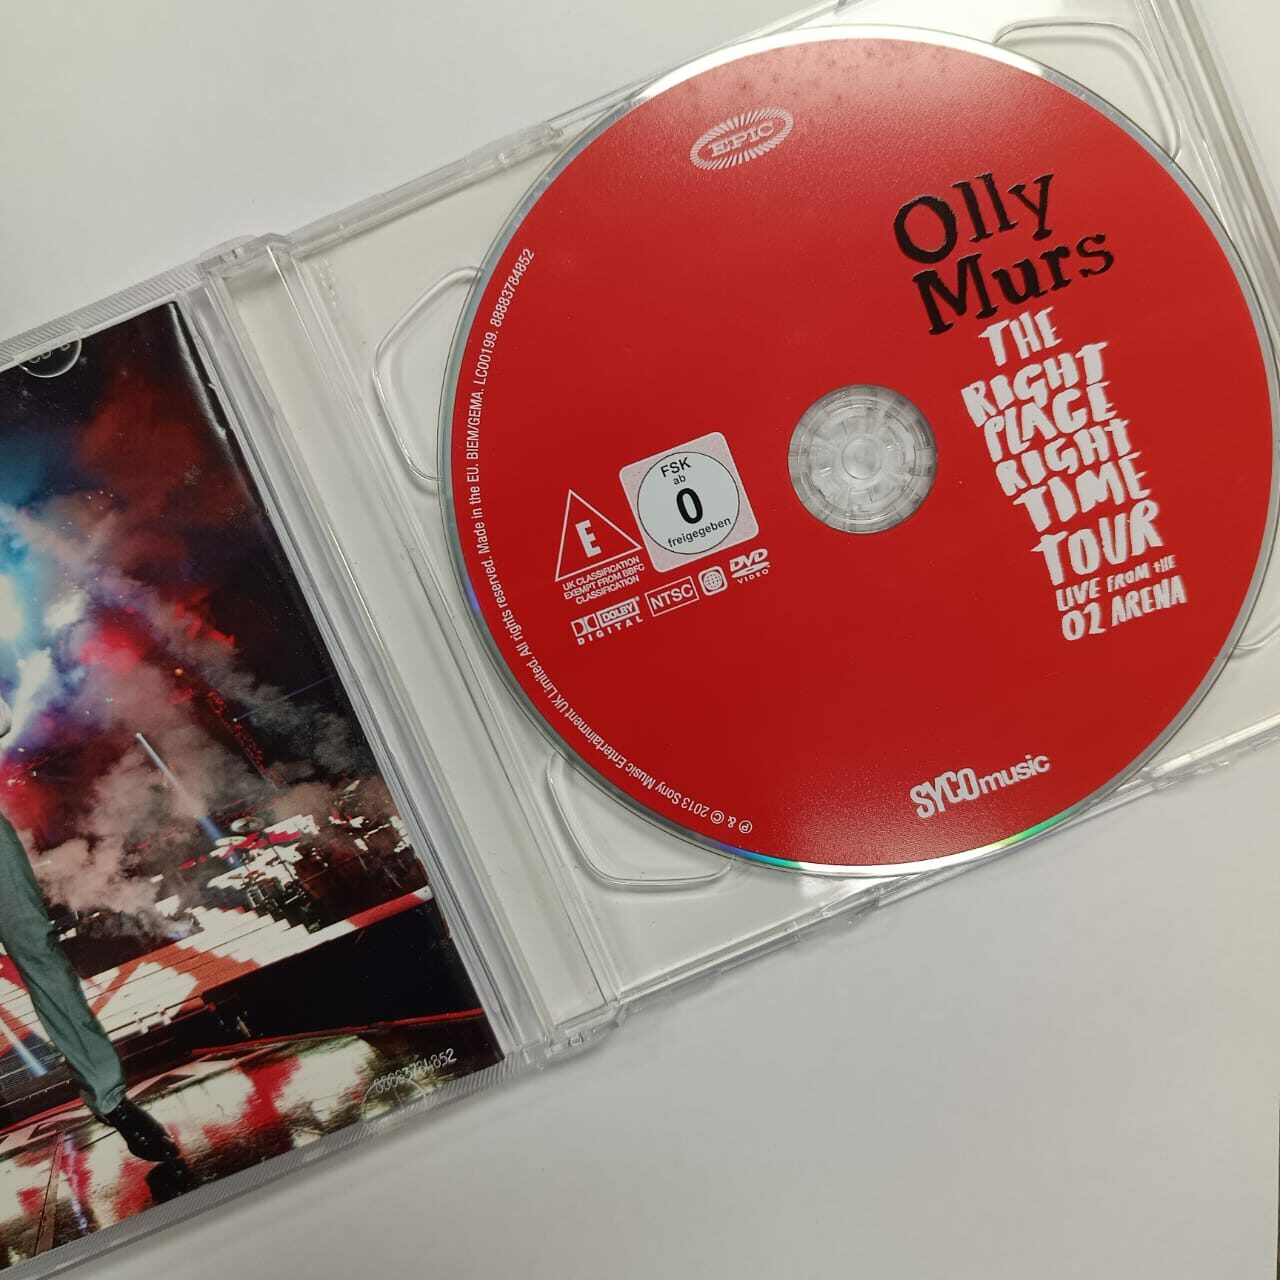 EPIC
Olly
Murs
THE
RIGHT
PLACE
RIGHT
TIME
TOUR
LIVE FROM THE
O2 ARENA
FSK
ab
0
freigegeben
E
UK CLASSIFICATION
EXEMPT FROM BBFC
CLASSIFICATION
DOLBY
DIGITAL
NTSC
DVD
VIDEO
SYCOmusic
℗ & © 2013 Sony Music Entertainment UK Limited. All rights reserved. Made in the EU. BIEM/GEMA. LC00199. 88883784852
88883784852